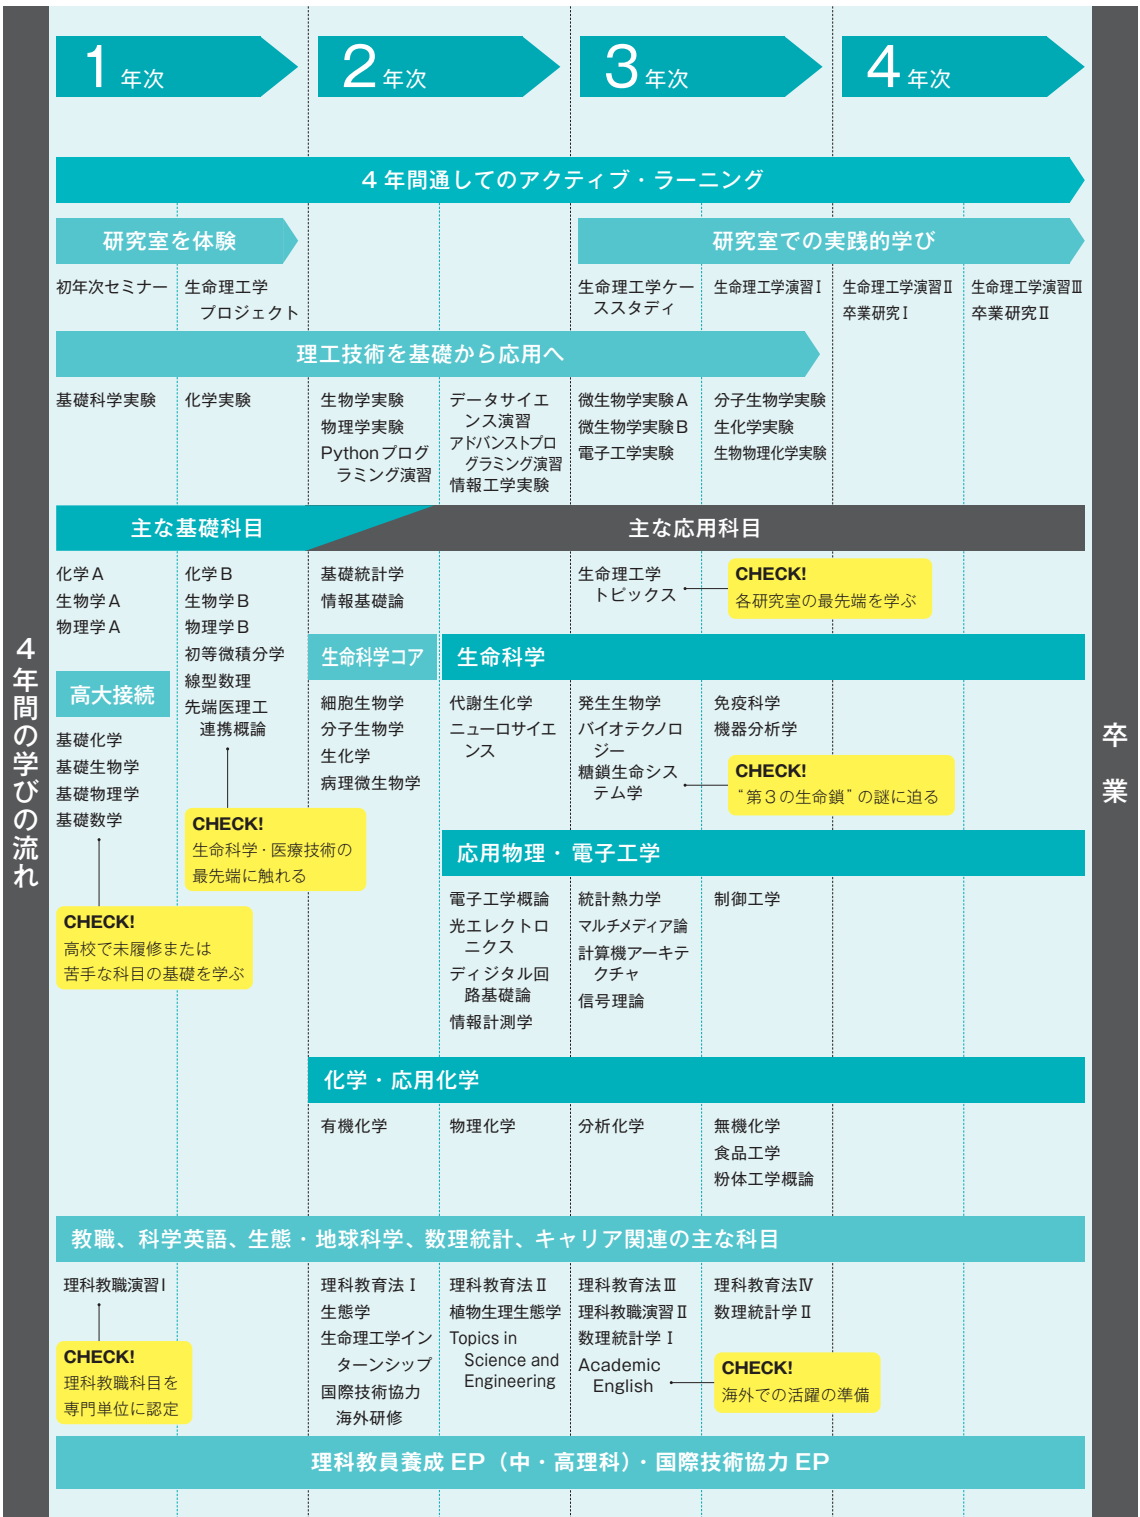 4年間の学びの流れ
卒業
1年次
2年次
3年次
4年次
4年間通してのアクティブ・ラーニング
研究室を体験
研究室での実践的学び
初年次セミナー
生命理工学
プロジェクト
生命理工学ケー
ススタディ
生命理工学演習Ⅰ
生命理工学演習Ⅱ
卒業研究Ⅰ
生命理工学演習Ⅲ
卒業研究Ⅱ
理工技術を基礎から応用へ
基礎科学実験
化学実験
生物学実験
物理学実験
Pythonプログ
ラミング演習
データサイエ
ンス演習
アドバンストプロ
グラミング演習
情報工学実験
微生物学実験A
微生物学実験B
電子工学実験
分子生物学実験
生化学実験
生物物理化学実験
主な基礎科目
主な応用科目
化学A
生物学A
物理学A
高大接続
基礎化学
基礎生物学
基礎物理学
基礎数学
CHECK!
高校で未履修または
苦手な科目の基礎を学ぶ
化学B
生物学B
物理学B
初等微積分学
線型数理
先端医理工
連携概論
CHECK!
生命科学・医療技術の
最先端に触れる
基礎統計学
情報基礎論
生命理工学
トピックス
CHECK!
各研究室の最先端を学ぶ
生命科学コア
生命科学
細胞生物学
分子生物学
生化学
病理微生物学
代謝生化学
ニューロサイエ
ンス
発生生物学
バイオテクノロ
ジー
糖鎖生命シス
テム学
免疫科学
機器分析学
CHECK!
“第3の生命鎖”の謎に迫る
応用物理・電子工学
電子工学概論
光エレクトロ
ニクス
ディジタル回
路基礎論
情報計測学
統計熱力学
マルチメディア論
計算機アーキテ
クチャ
信号理論
制御工学
化学・応用化学
有機化学
物理化学
分析化学
無機化学
食品工学
粉体工学概論
教職、科学英語、生態・地球科学、数理統計、キャリア関連の主な科目
理科教職演習Ⅰ
CHECK!
理科教職科目を
専門単位に認定
理科教育法Ⅰ
生態学
生命理工学イン
ターンシップ
国際技術協力
海外研修
理科教育法Ⅱ
植物生理生態学
Topics in
Science and
Engineering
理科教育法Ⅲ
理科教職演習Ⅱ
数理統計学Ⅰ
Academic
English
理科教育法Ⅳ
数理統計学Ⅱ
CHECK!
海外での活躍の準備
理科教員養成 EP（中・高理科）・国際技術協力 EP